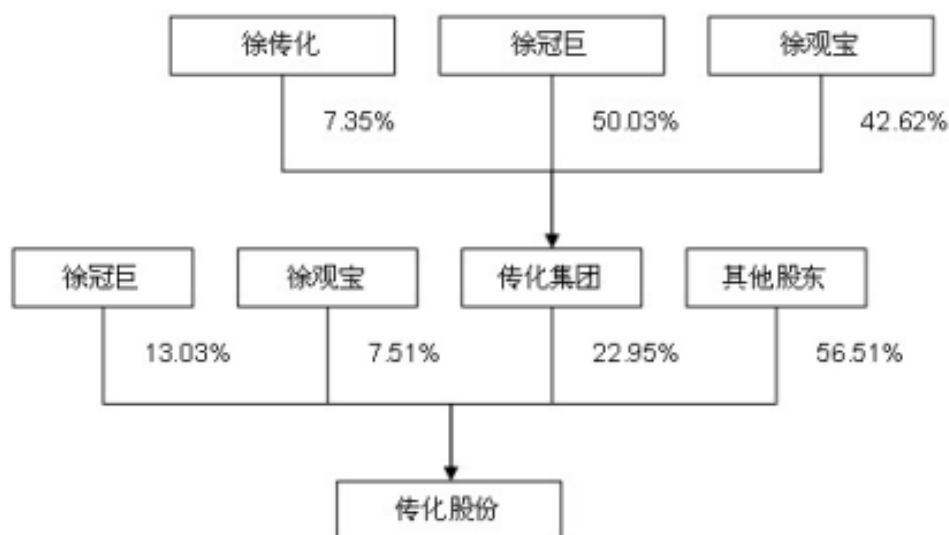 徐传化 徐冠巨 徐观宝
7.35% 50.03% 42.62%
徐冠巨 徐观宝 传化集团 其他股东
13.03% 7.51% 22.95% 56.51%
传化股份